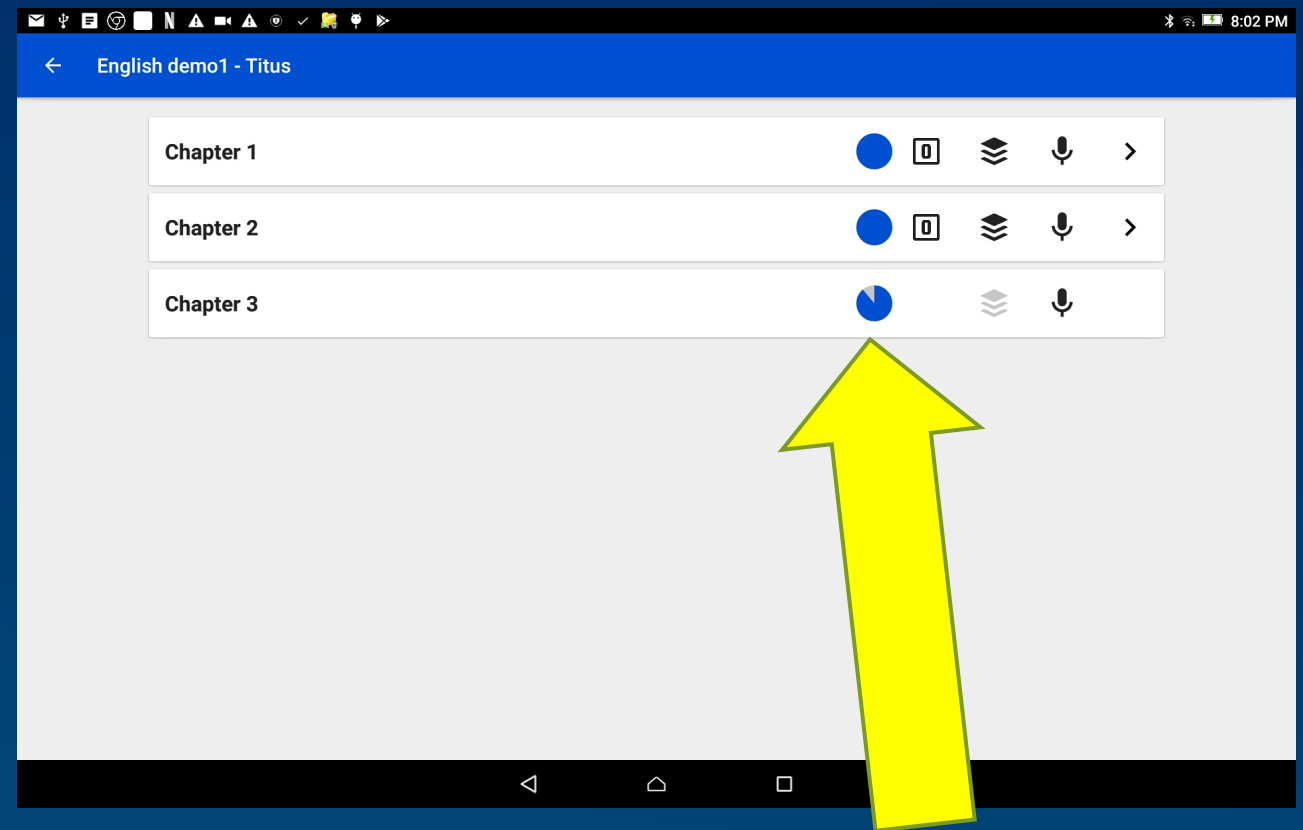 8:02 PM
English demo1 - Titus
Chapter 1
0
Chapter 2
0
Chapter 3